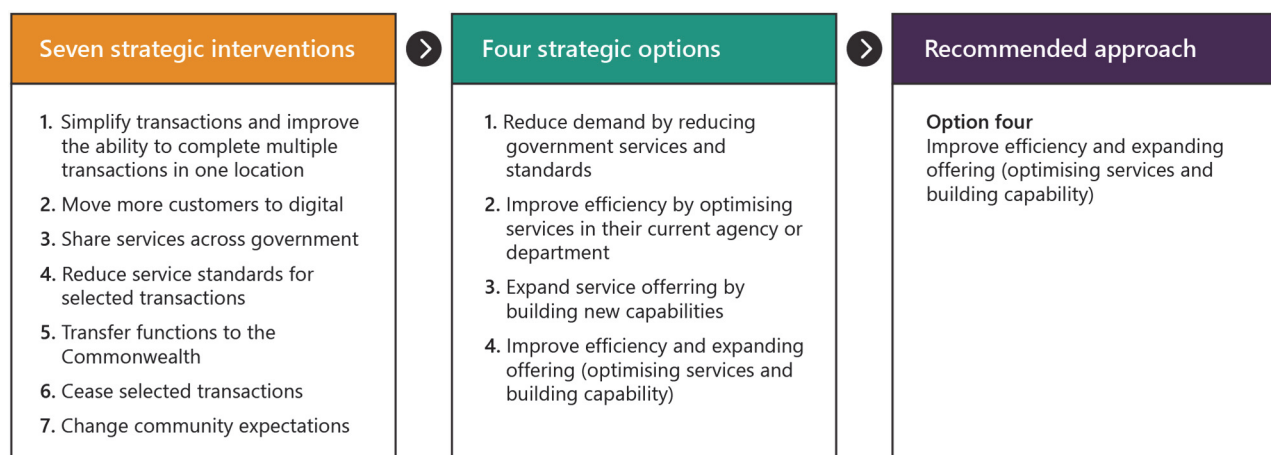 Seven strategic interventions
1. Simplify transactions and improve
the ability to complete multiple
transactions in one location
2. Move more customers to digital
3. Share services across government
4. Reduce service standards for
selected transactions
5. Transfer functions to the
Commonwealth
6. Cease selected transactions
7. Change community expectations
Four strategic options
1. Reduce demand by reducing
government services and
standards
2. Improve efficiency by optimising
services in their current agency or
department
3. Expand service offerring by
building new capabilities
4. Improve efficiency and expanding
offering (optimising services and
building capability)
Recommended approach
Option four
Improve efficiency and expanding
offering (optimising services and
building capability)